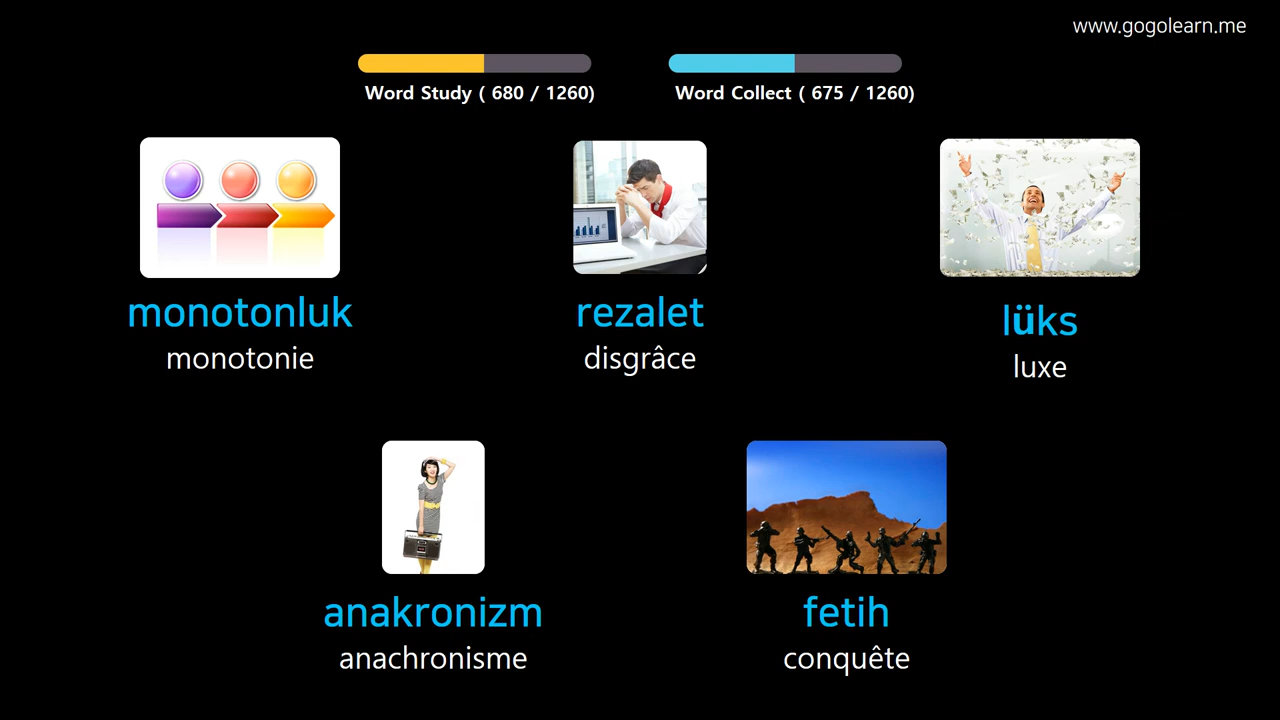 www.gogolearn.me
Word Study ( 680 / 1260)
Word Collect ( 675 / 1260)
monotonluk
monotonie
rezalet
disgrâce
lüks
luxe
anakronizm
anachronisme
fetih
conquête